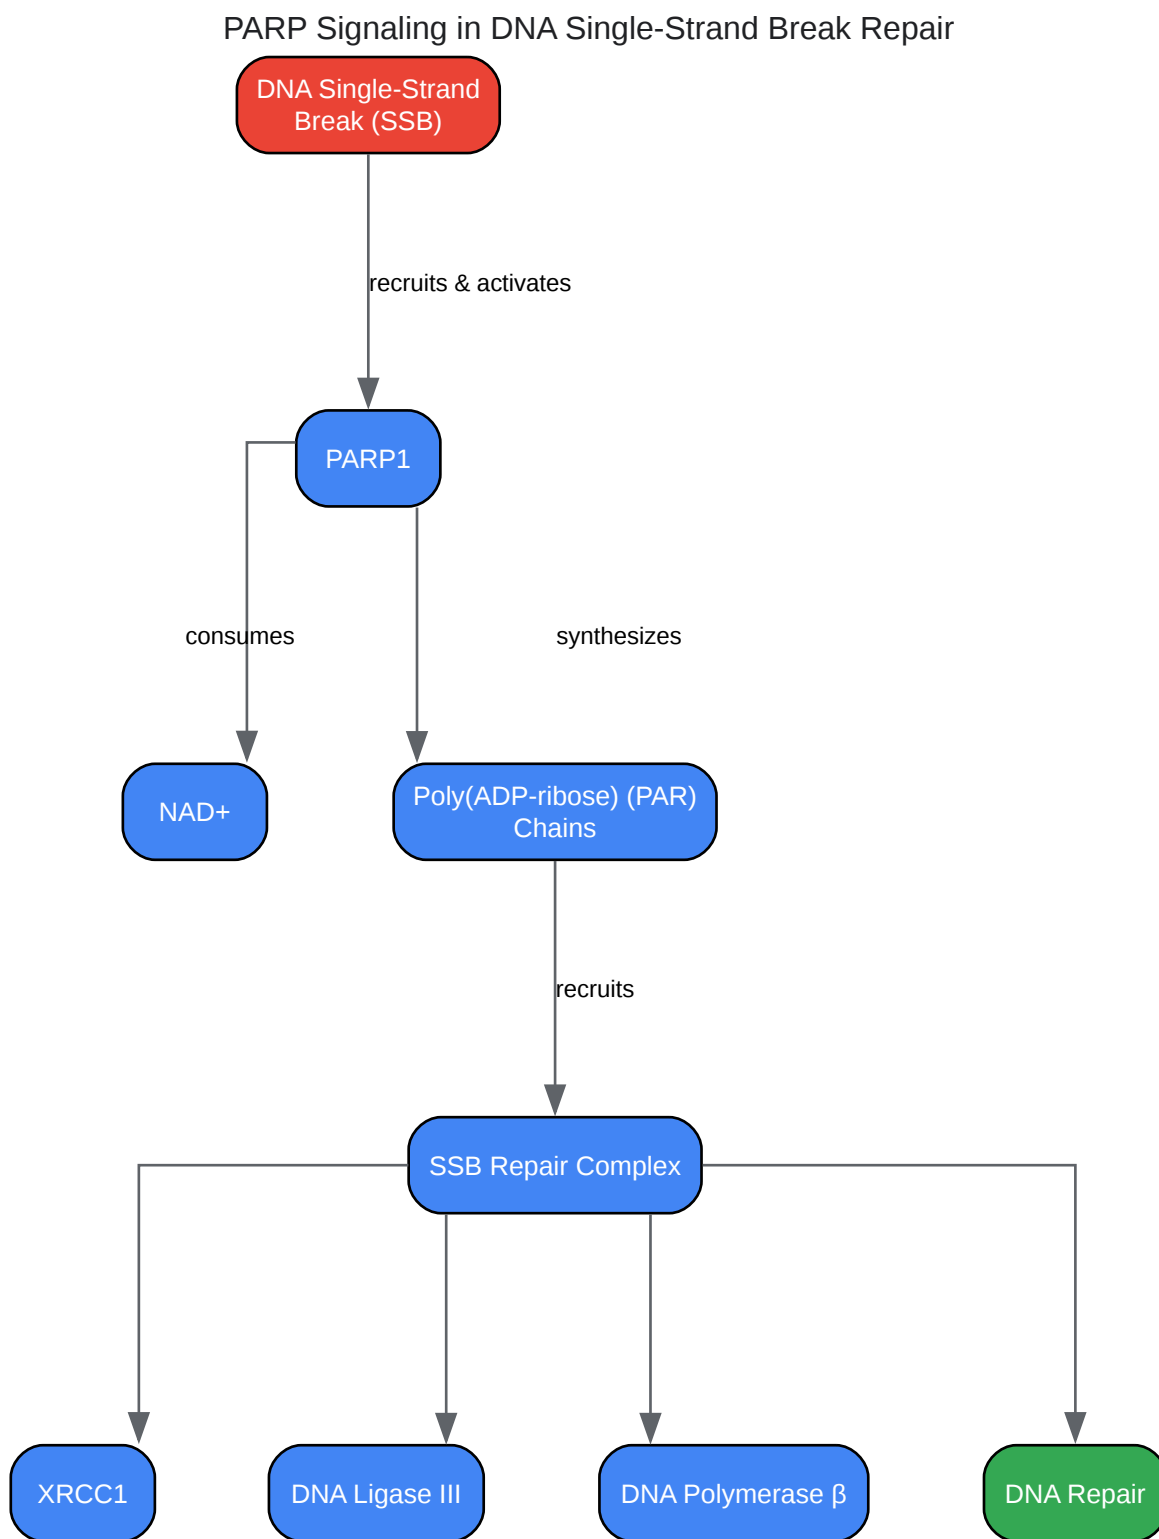 PARP Signaling in DNA Single-Strand Break Repair
DNA Single-Strand
Break (SSB)
recruits & activates
PARP1
consumes
synthesizes
NAD+
Poly(ADP-ribose) (PAR)
Chains
recruits
SSB Repair Complex
XRCC1
DNA Ligase III
DNA Polymerase β
DNA Repair